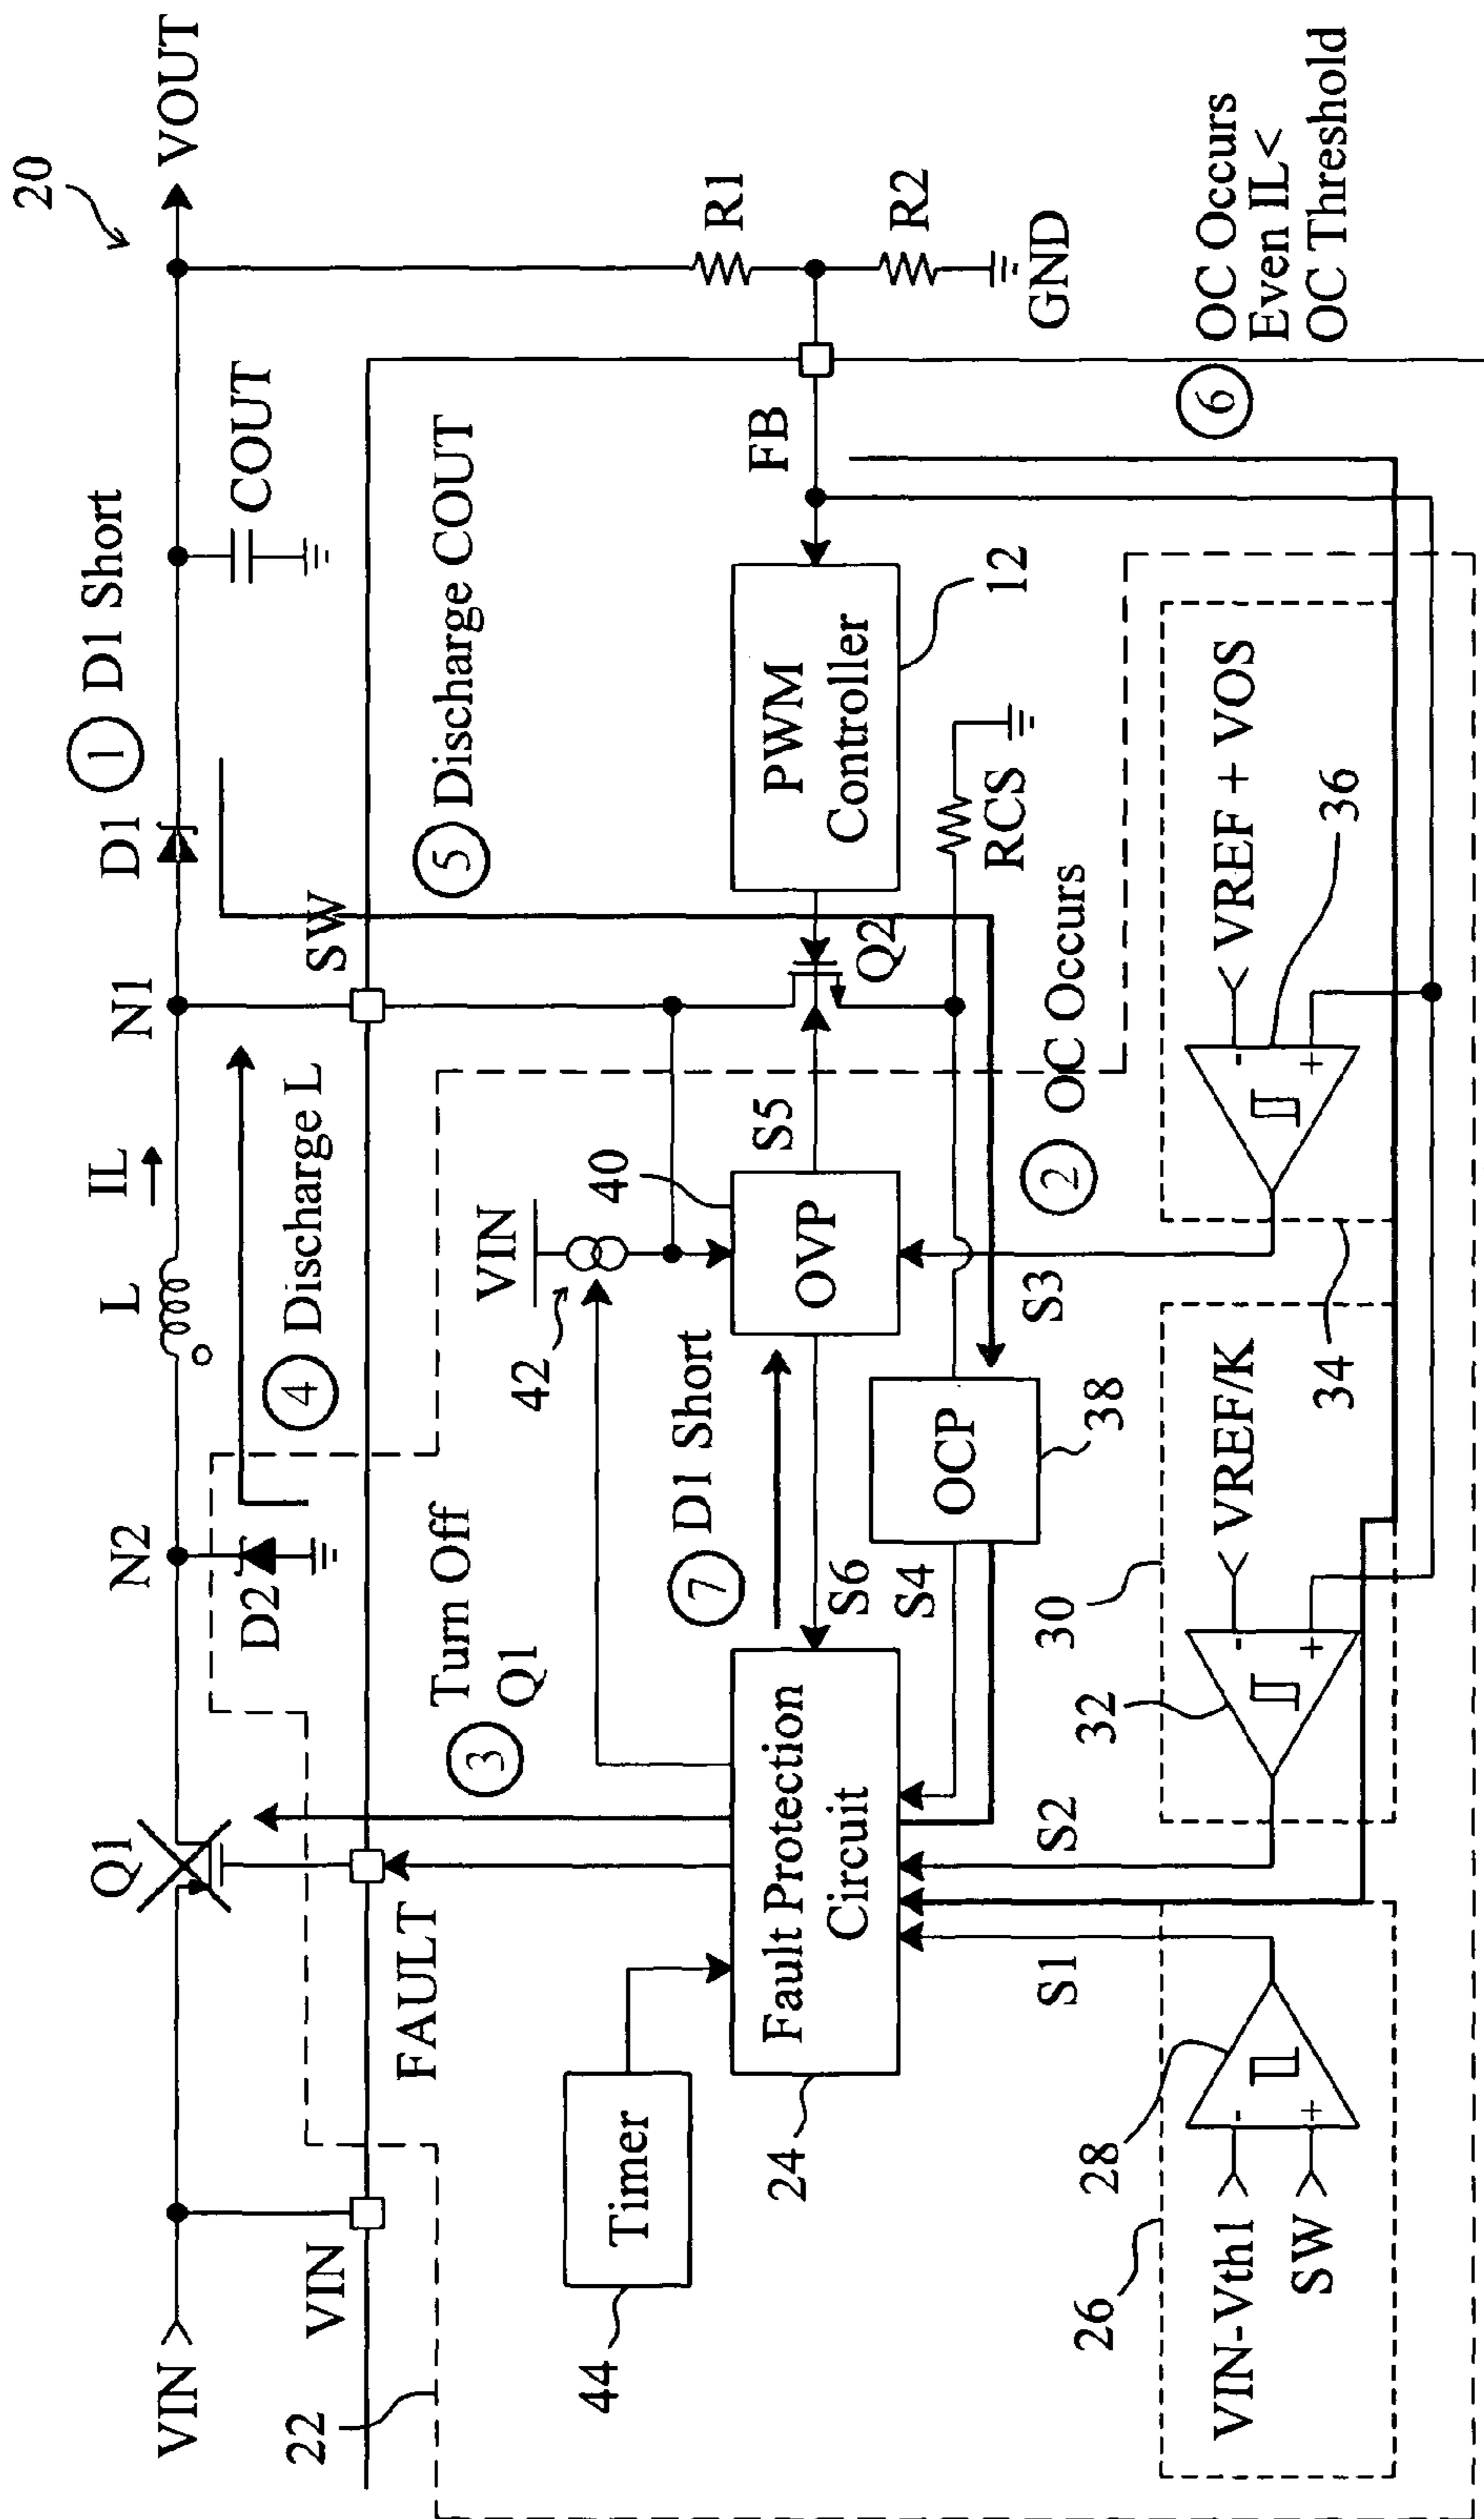 20
VIN
Q1
N2
L
IL
N1
D1
1 D1 Short
VOUT
D2
4 Discharge L
SW
COUT
22
VIN
FAULT
3 Turn Off
Q1
5 Discharge COUT
R1
R2
GND
FB
42
VIN
40
44
Timer
24
Fault Protection
Circuit
7 D1 Short
S6
OVP
S5
Q2
PWM
Controller
12
RCS
S4
OCP
38
2 OC Occurs
S3
6 OC Occurs
Even IL <
OC Threshold
S1
S2
26
28
VIN-Vth1
SW
-
+
30
32
VREF/K
-
+
34
36
VREF + VOS
-
+